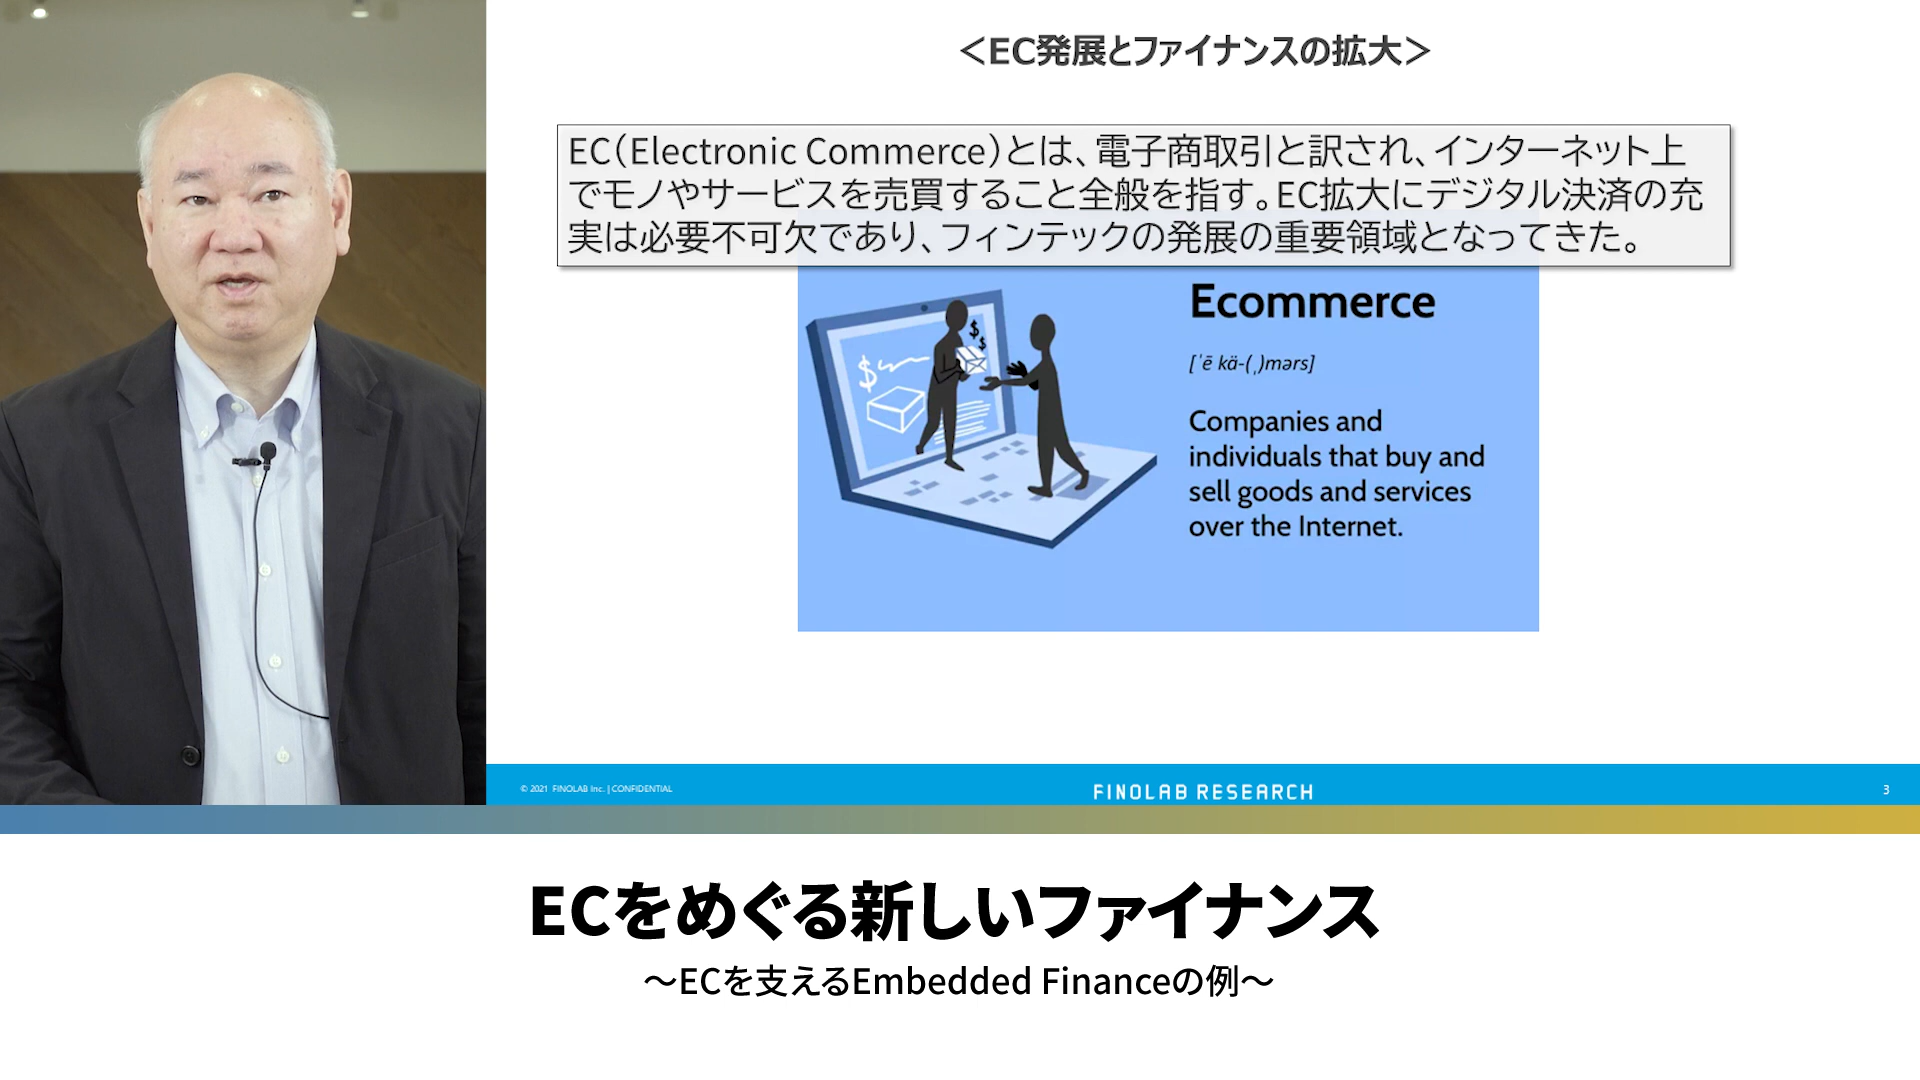 ＜EC発展とファイナンスの拡大＞
EC（Electronic Commerce）とは、電子商取引と訳され、インターネット上
でモノやサービスを売買すること全般を指す。EC拡大にデジタル決済の充
実は必要不可欠であり、フィンテックの発展の重要領域となってきた。
$
$
$
Ecommerce
[ˈē kä-(ˌ)mərs]
Companies and
individuals that buy and
sell goods and services
over the Internet.
© 2021 FINOLAB Inc. | CONFIDENTIAL
FINOLAB RESEARCH
3
ECをめぐる新しいファイナンス
～ECを支えるEmbedded Financeの例～